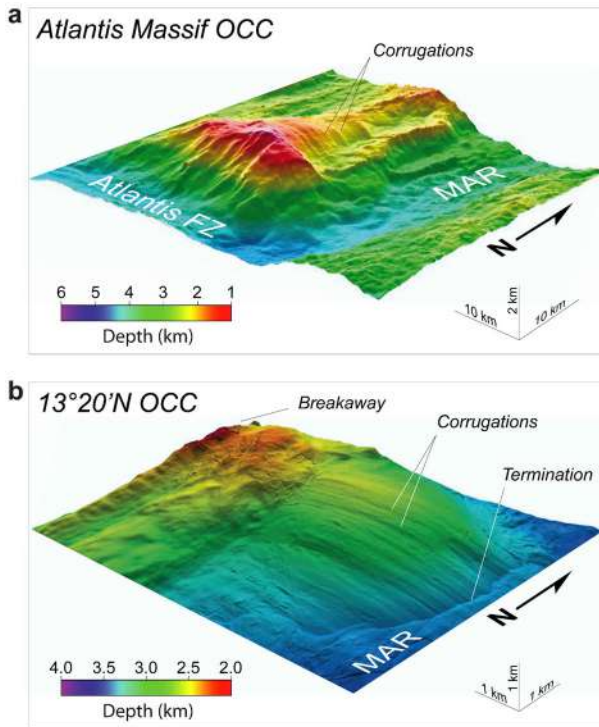 a
Atlantis Massif OCC
Corrugations
Atlantis FZ
MAR
N
6 5 4 3 2 1
Depth (km)
10 km
2 km
10 km
b
13°20'N OCC
Breakaway
Corrugations
Termination
MAR
N
4.0 3.5 3.0 2.5 2.0
Depth (km)
1 km
1 km
1 km